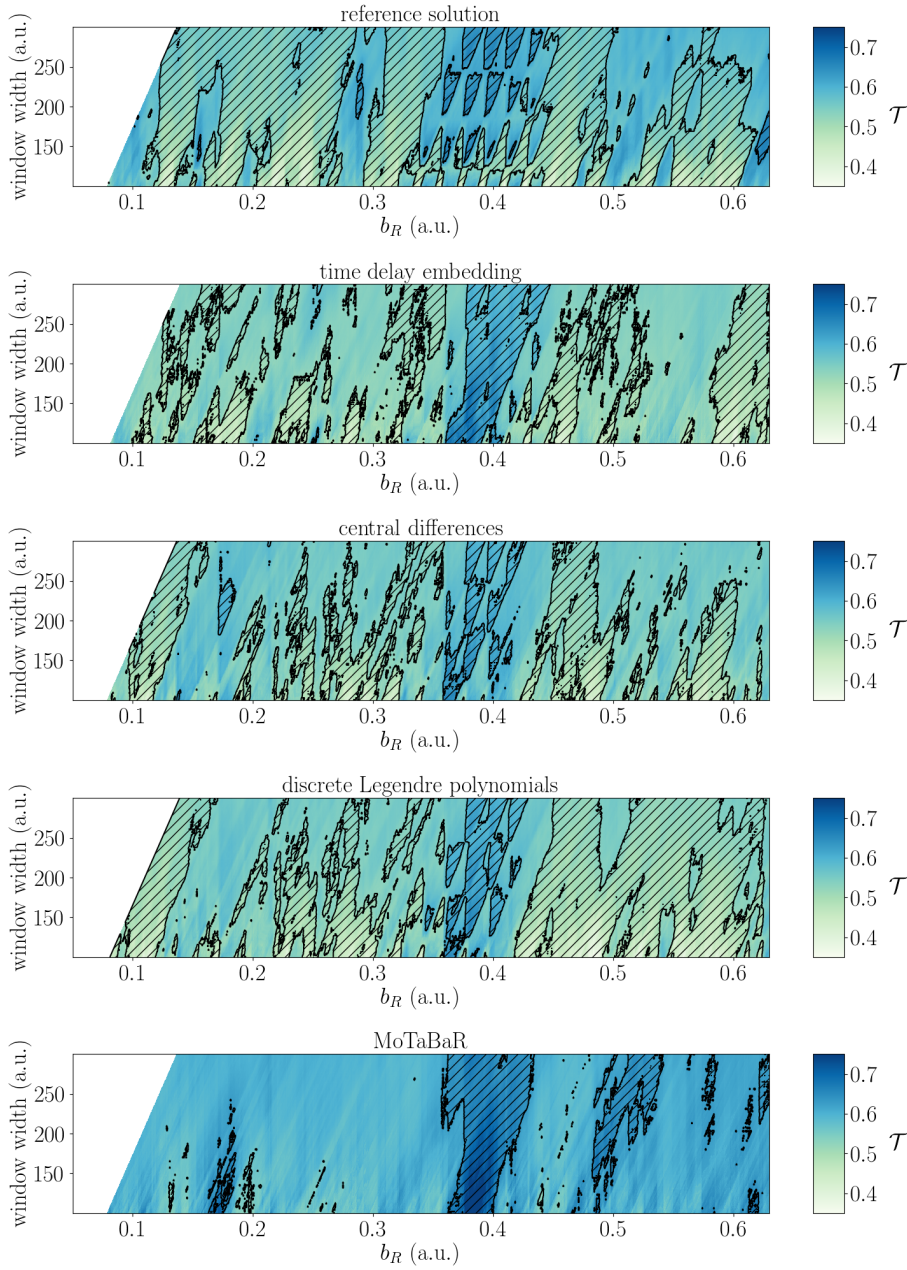 reference solution
window width (a.u.)
250
200
150
0.1 0.2 0.3 0.4 0.5 0.6
b_R (a.u.)
0.7
0.6
0.5
0.4
𝒯
time delay embedding
window width (a.u.)
250
200
150
0.1 0.2 0.3 0.4 0.5 0.6
b_R (a.u.)
0.7
0.6
0.5
0.4
𝒯
central differences
window width (a.u.)
250
200
150
0.1 0.2 0.3 0.4 0.5 0.6
b_R (a.u.)
0.7
0.6
0.5
0.4
𝒯
discrete Legendre polynomials
window width (a.u.)
250
200
150
0.1 0.2 0.3 0.4 0.5 0.6
b_R (a.u.)
0.7
0.6
0.5
0.4
𝒯
MoTaBaR
window width (a.u.)
250
200
150
0.1 0.2 0.3 0.4 0.5 0.6
b_R (a.u.)
0.7
0.6
0.5
0.4
𝒯